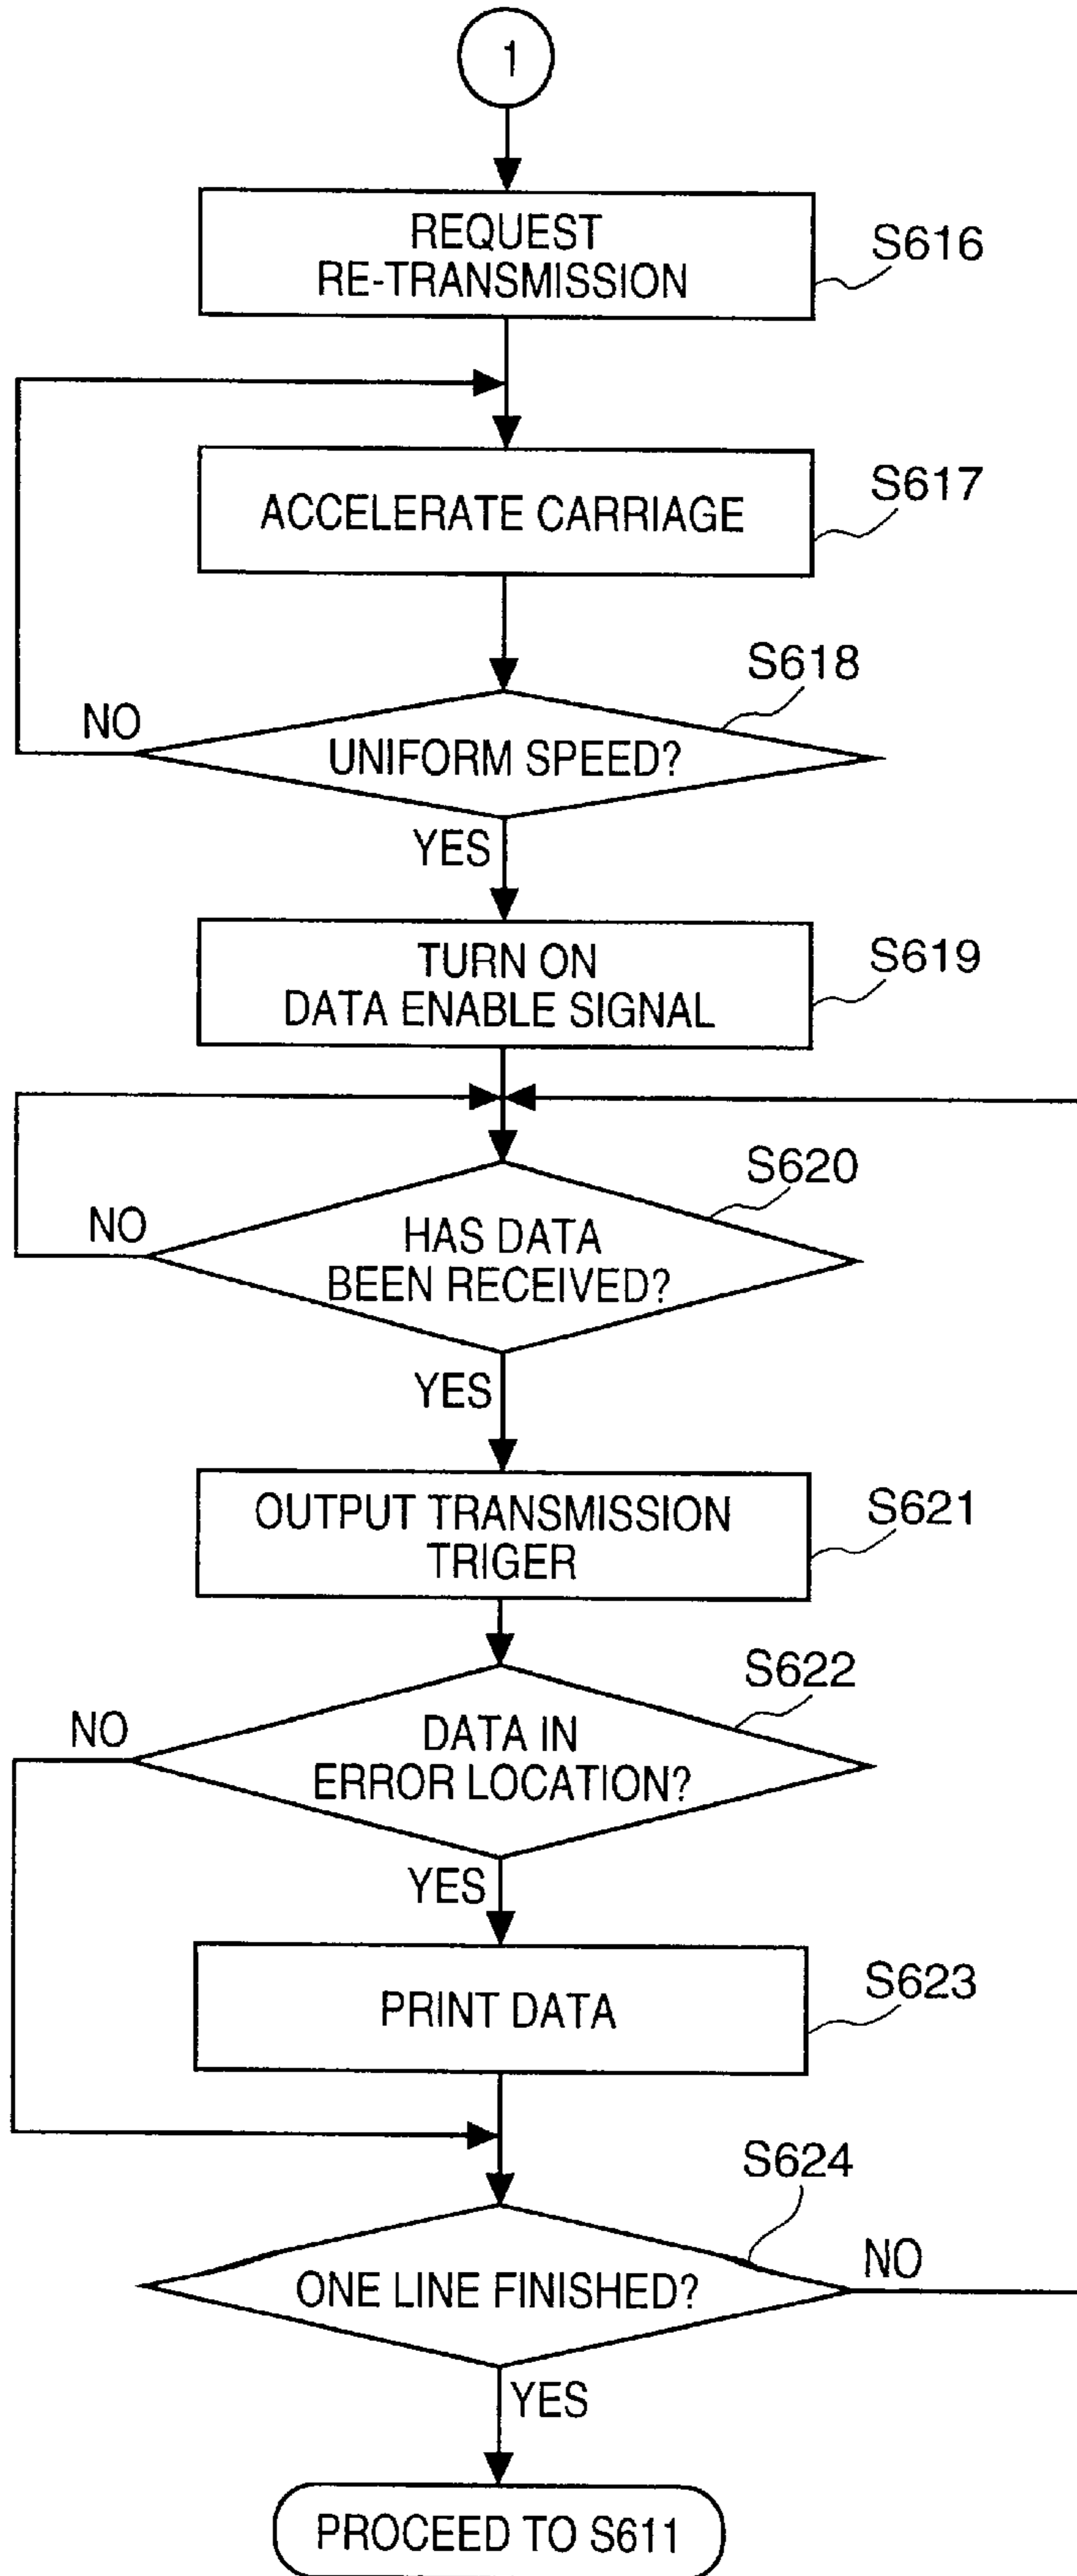 1
REQUEST
RE-TRANSMISSION
S616
ACCELERATE CARRIAGE
S617
S618
NO
UNIFORM SPEED?
YES
TURN ON
DATA ENABLE SIGNAL
S619
S620
NO
HAS DATA
BEEN RECEIVED?
YES
OUTPUT TRANSMISSION
TRIGER
S621
S622
NO
DATA IN
ERROR LOCATION?
YES
PRINT DATA
S623
S624
ONE LINE FINISHED?
NO
YES
PROCEED TO S611